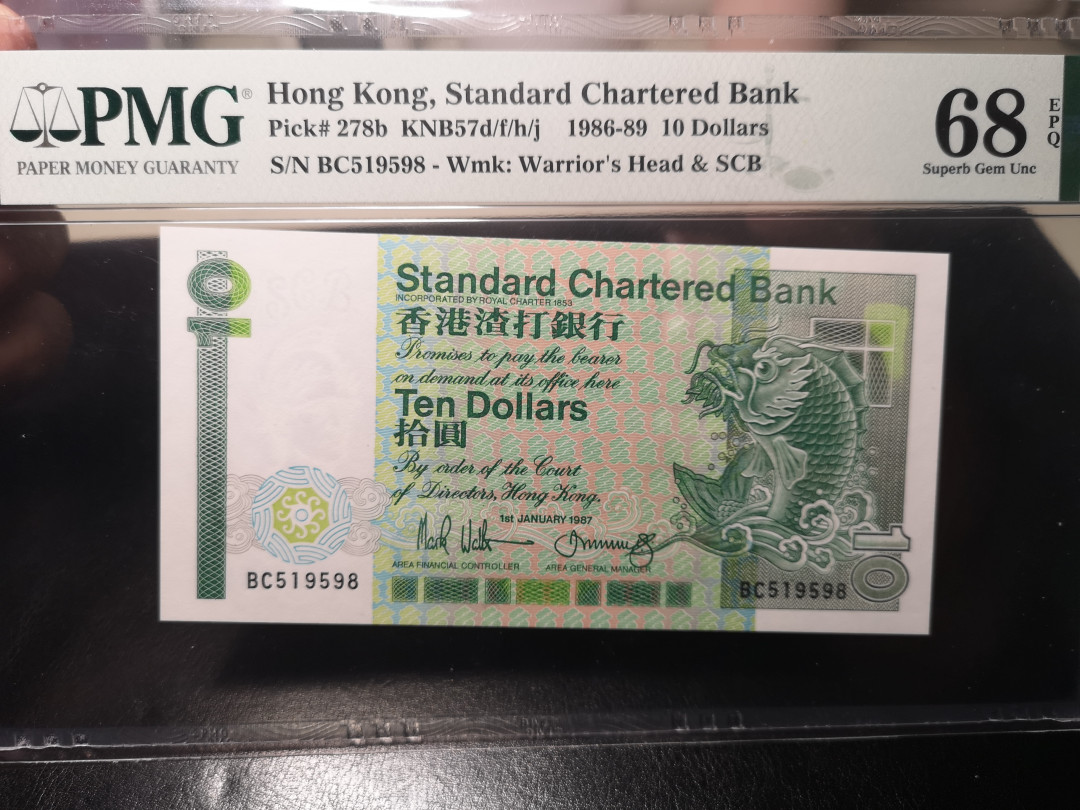 PMG®
PAPER MONEY GUARANTY
Hong Kong, Standard Chartered Bank
Pick# 278b KNB57d/f/h/j 1986-89 10 Dollars
S/N BC519598 - Wmk: Warrior's Head & SCB
68
EPQ
Superb Gem Unc
10
Standard Chartered Bank
INCORPORATED BY ROYAL CHARTER 1853
香港渣打銀行
Promises to pay the bearer
on demand at its office here
Ten Dollars
拾圓
By order of the Court
of Directors, Hong Kong,
1st JANUARY 1987
AREA FINANCIAL CONTROLLER AREA GENERAL MANAGER
BC519598
BC519598
10